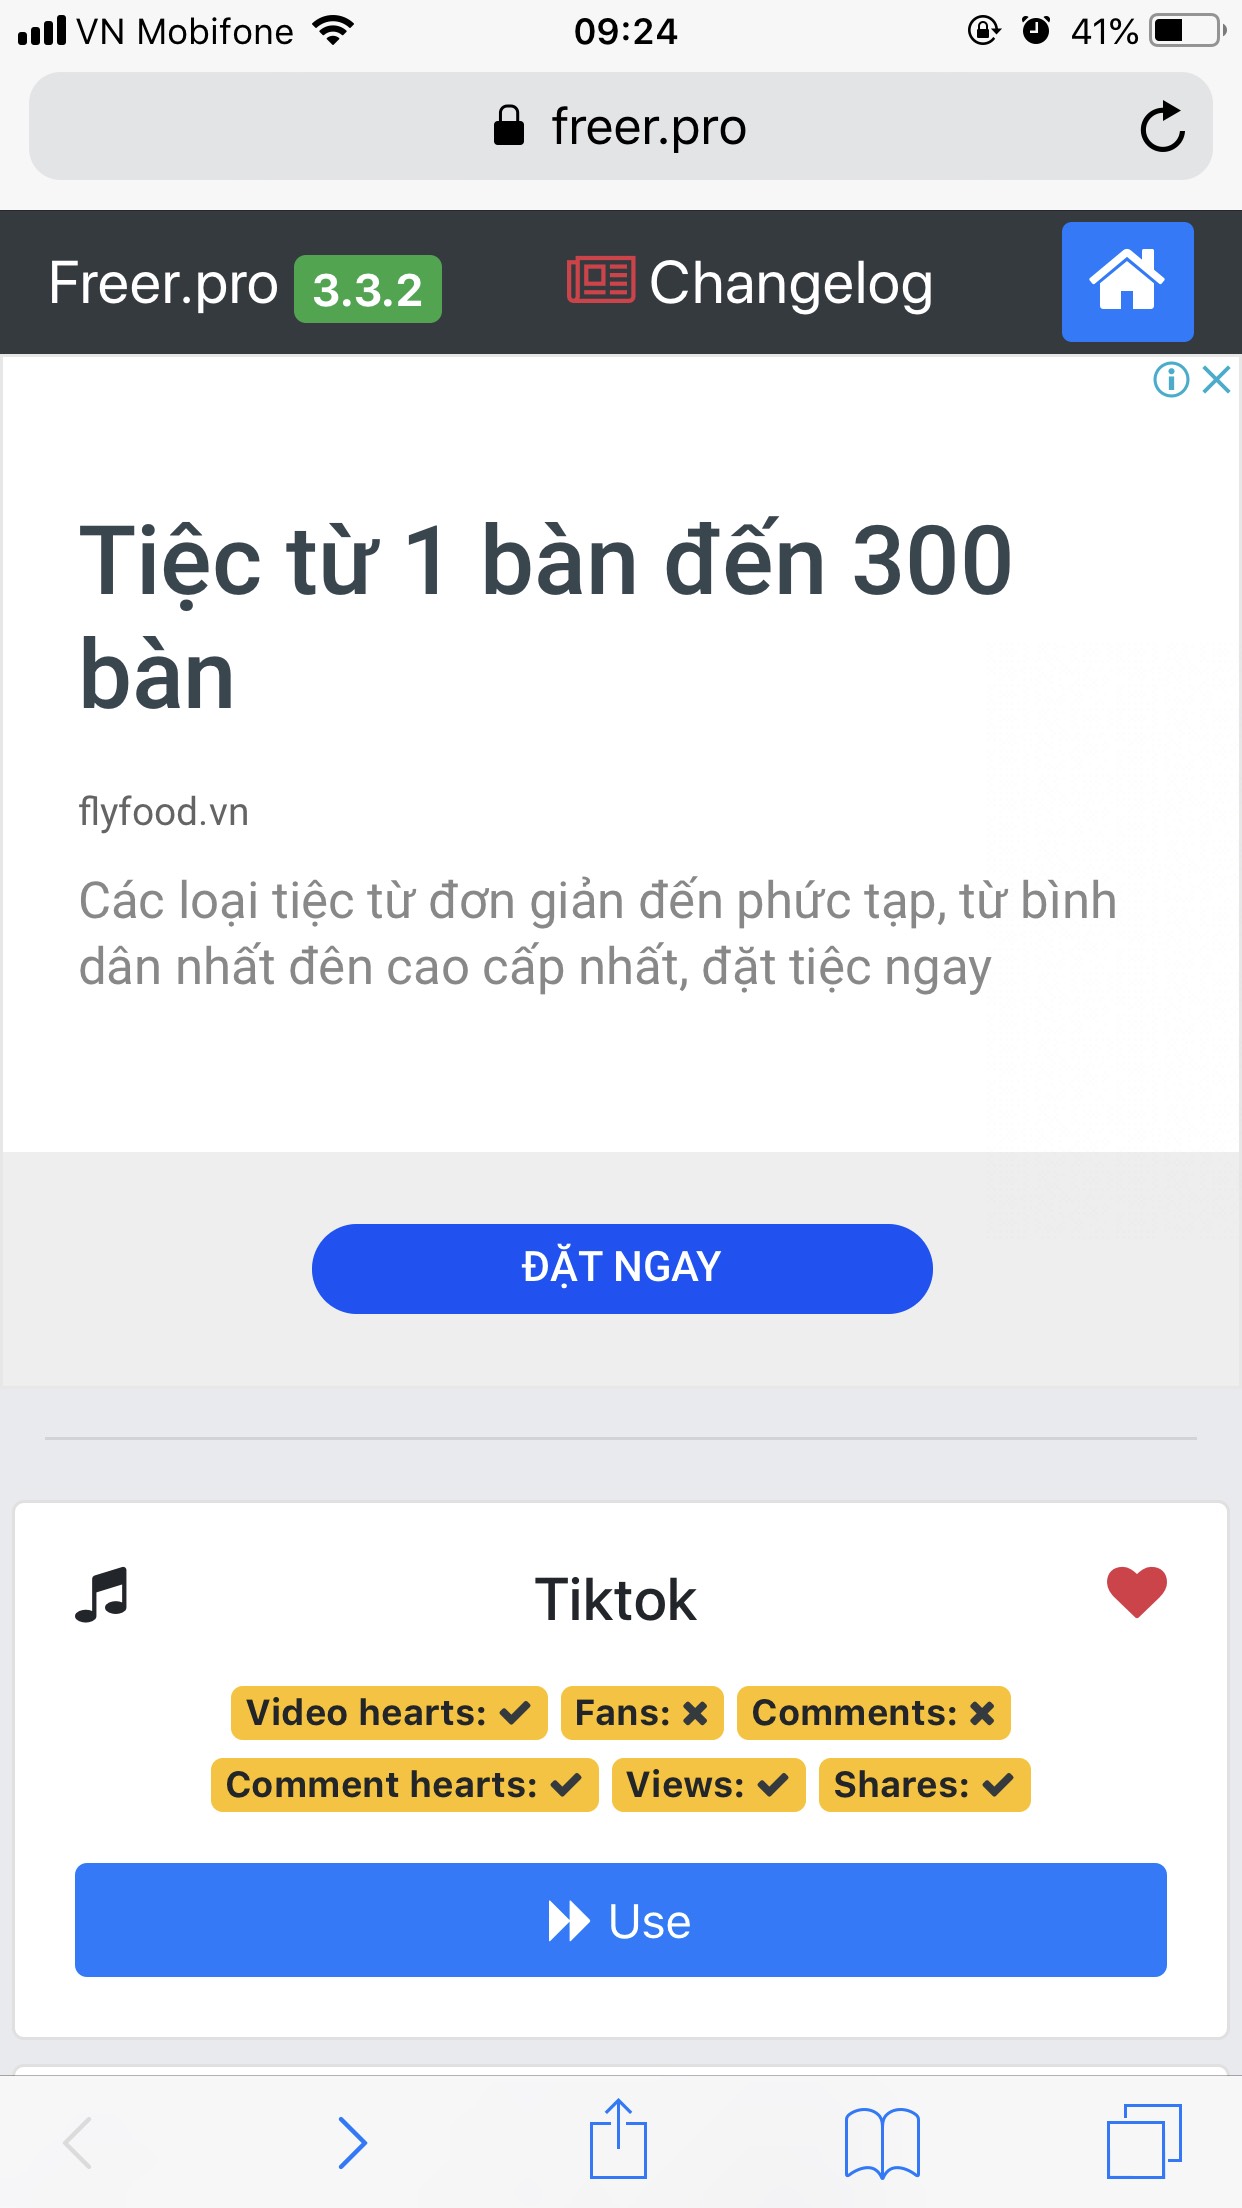 VN Mobifone 09:24 41%
freer.pro
Freer.pro 3.3.2 Changelog
Tiệc từ 1 bàn đến 300
bàn
flyfood.vn
Các loại tiệc từ đơn giản đến phức tạp, từ bình
dân nhất đên cao cấp nhất, đặt tiệc ngay
ĐẶT NGAY
Tiktok
Video hearts: ✔ Fans: ✖ Comments: ✖
Comment hearts: ✔ Views: ✔ Shares: ✔
Use